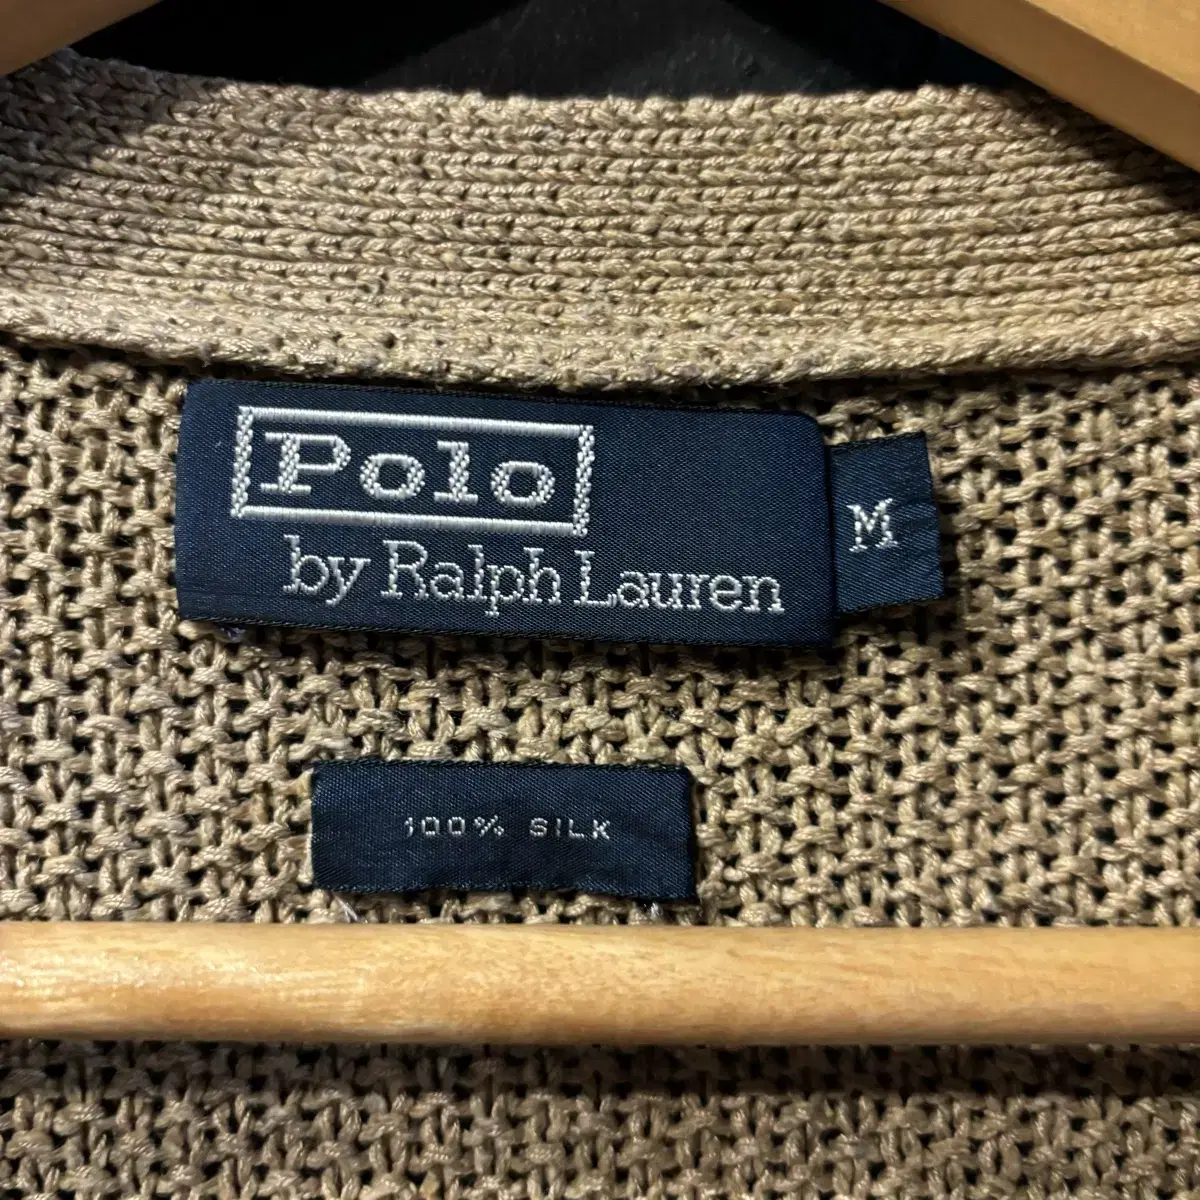 Polo
by Ralph Lauren
M
100% SILK